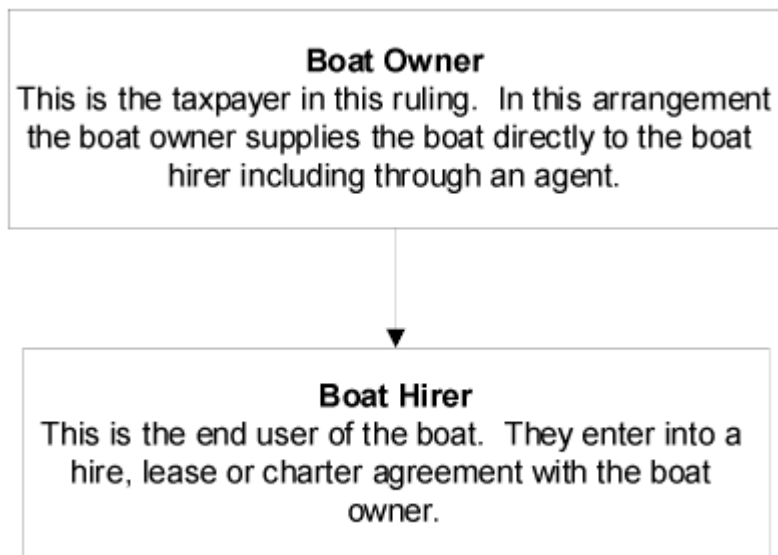 Boat Owner
This is the taxpayer in this ruling.  In this arrangement
the boat owner supplies the boat directly to the boat
hirer including through an agent.
Boat Hirer
This is the end user of the boat.  They enter into a
hire, lease or charter agreement with the boat
owner.